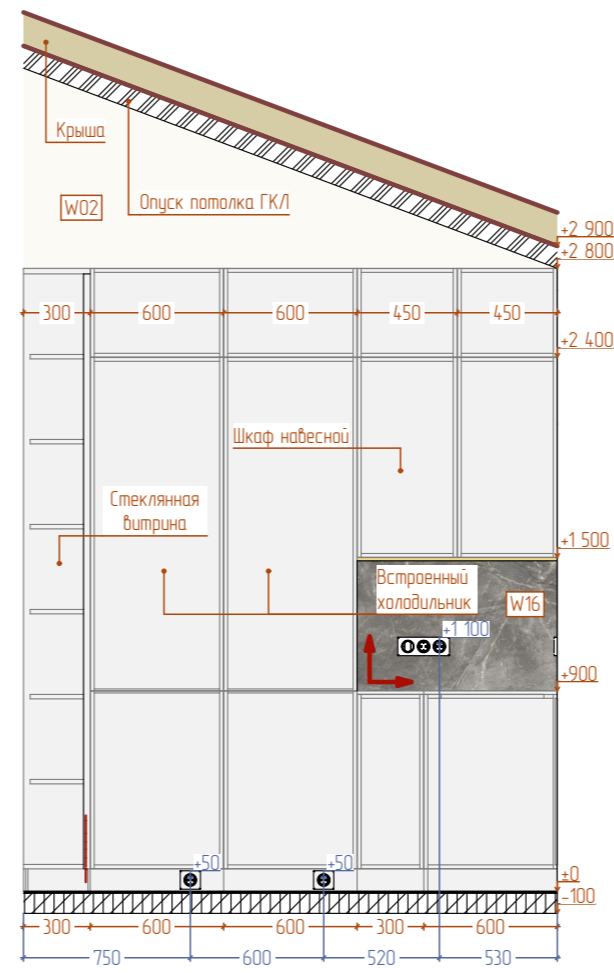 Крыша
W02
Опуск потолка ГКЛ
+2 900
+2 800
300
600
600
450
450
+2 400
Шкаф навесной
Стеклянная
витрина
+1 500
Встроенный
холодильник
W16
+1 100
+900
+50
+50
+0
-100
300
600
600
300
600
750
600
520
530